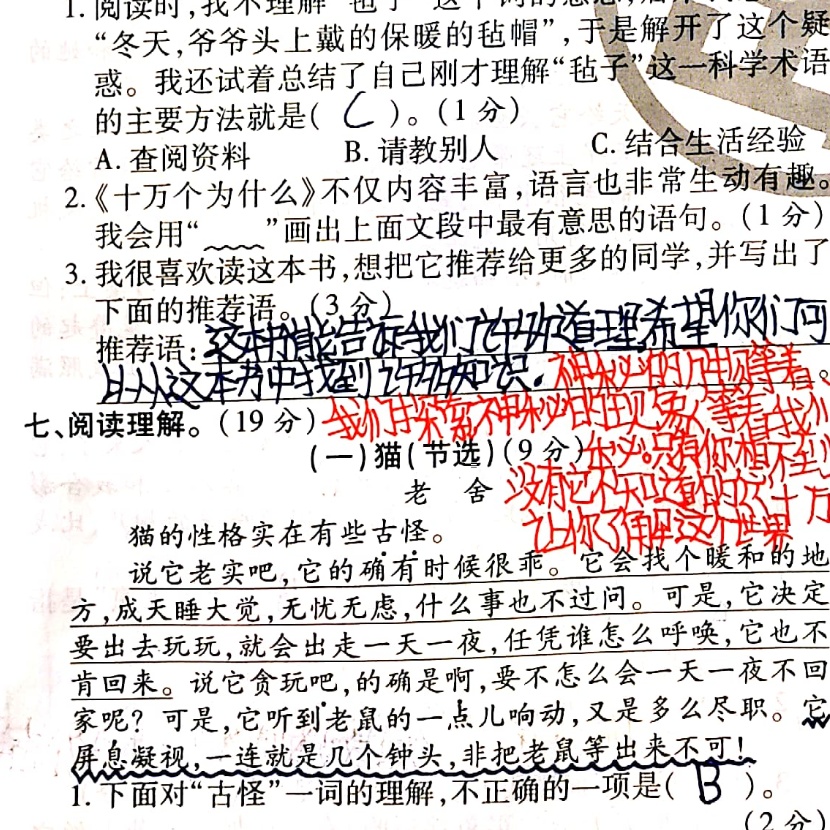 1. 阅读时,我不理解“毡子”这个词的意思,
“冬天,爷爷头上戴的保暖的毡帽”,于是解开了这个疑
惑。我还试着总结了自己刚才理解“毡子”这一科学术语
的主要方法就是( C )。(1分)
A. 查阅资料 B. 请教别人 C. 结合生活经验
2.《十万个为什么》不仅内容丰富,语言也非常生动有趣。
我会用“﹏﹏”画出上面文段中最有意思的语句。(1分)
3. 我很喜欢读这本书,想把它推荐给更多的同学,并写出了
下面的推荐语。(3分)
推荐语:这本书能告诉我们许多道理,希望你们可
以从这本书中找到许多知识。神秘的
七、阅读理解。(19分) 我们去探索,神秘的 等着我们
(一)猫(节选)(9分) 只有你想不到
老 舍 没有它不知道的 十万
让你了解这个世界
猫的性格实在有些古怪。
说它老实吧,它的确有时候很乖。它会找个暖和的地
方,成天睡大觉,无忧无虑,什么事也不过问。可是,它决定
要出去玩玩,就会出走一天一夜,任凭谁怎么呼唤,它也不
肯回来。说它贪玩吧,的确是啊,要不怎么会一天一夜不回
家呢?可是,它听到老鼠的一点儿响动,又是多么尽职。它
屏息凝视,一连就是几个钟头,非把老鼠等出来不可!
1. 下面对“古怪”一词的理解,不正确的一项是( B )。
(2分)